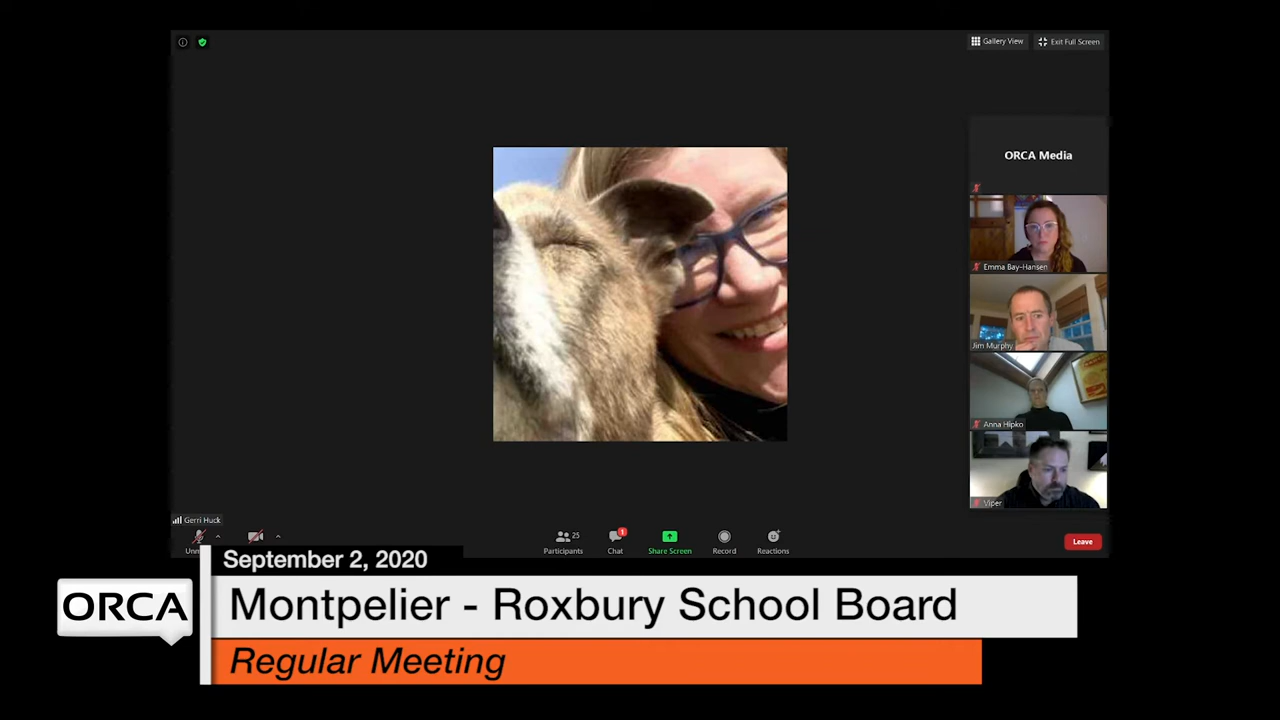 Gallery View
Exit Full Screen
ORCA Media
Emma Bay-Hansen
Jim Murphy
Anna Hipko
Viper
Gerri Huck
25
1
Participants
Chat
Share Screen
Record
Reactions
Leave
September 2, 2020
ORCA
Montpelier - Roxbury School Board
Regular Meeting